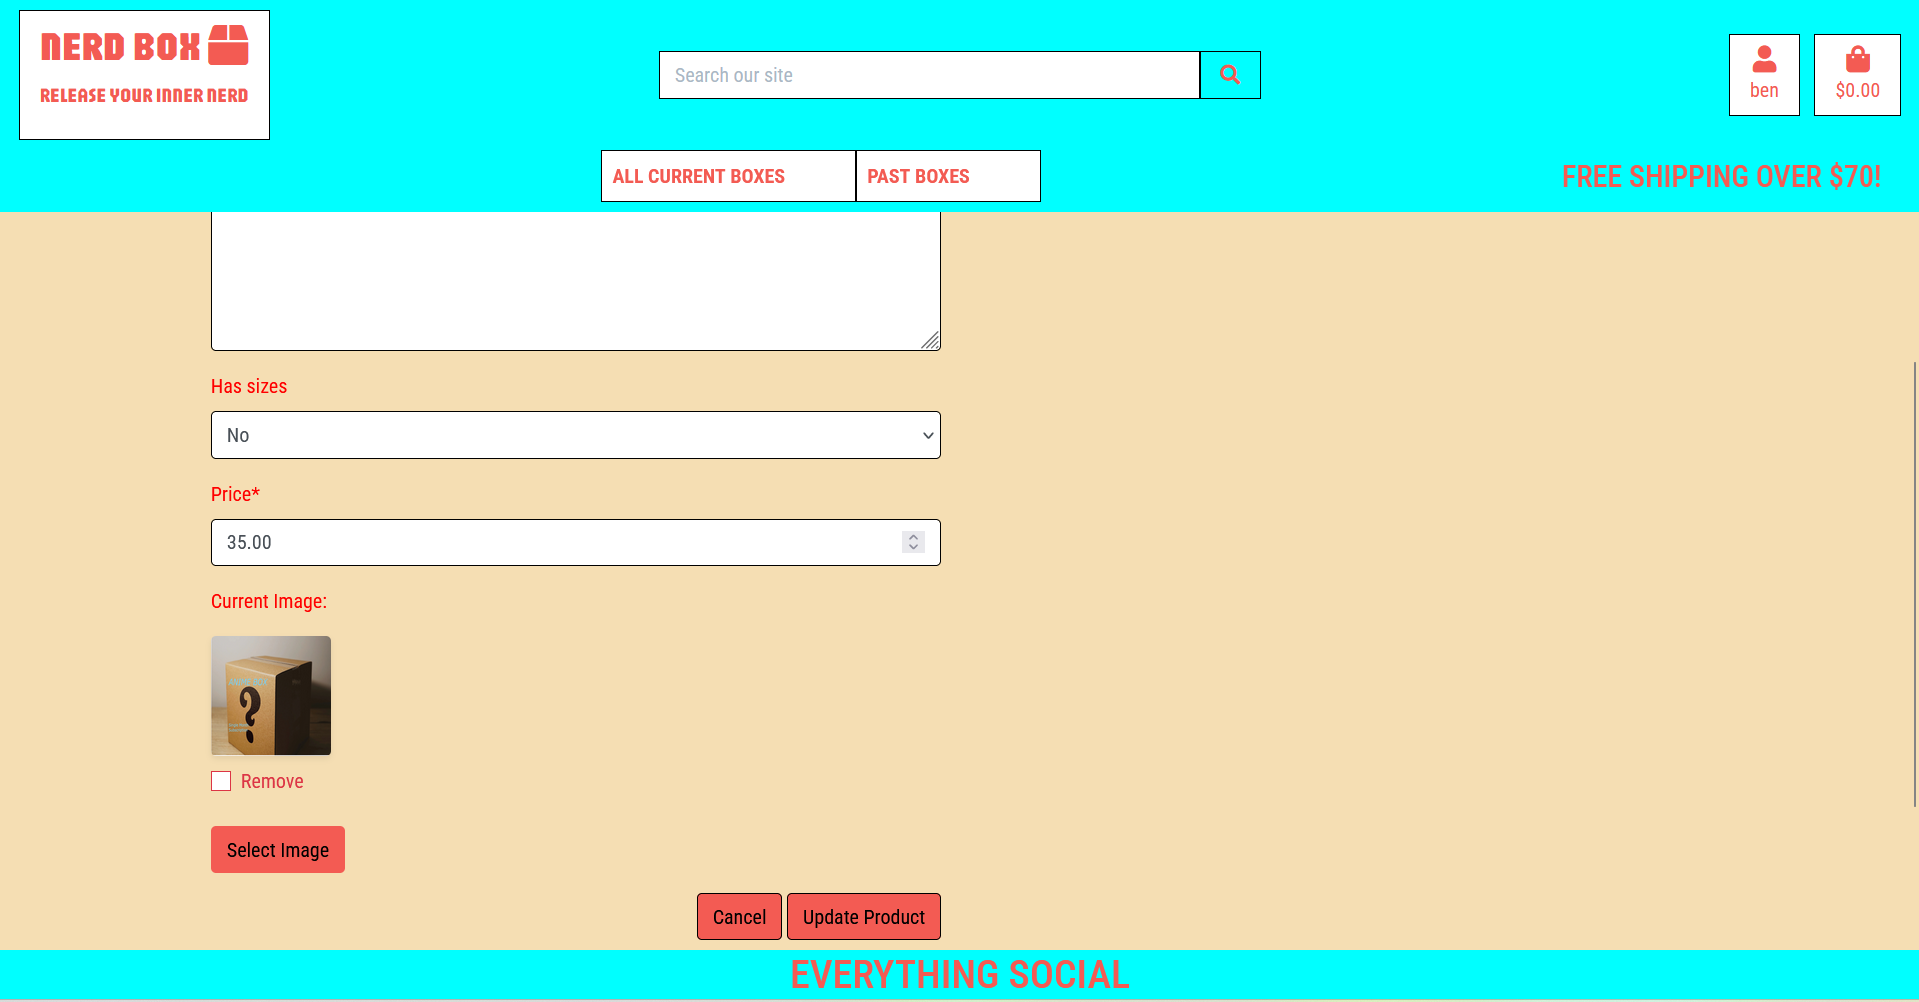 NERD BOX
RELEASE YOUR INNER NERD
Search our site
ben
$0.00
ALL CURRENT BOXES
PAST BOXES
FREE SHIPPING OVER $70!
Has sizes
No
Price*
35.00
Current Image:
?
Remove
Select Image
Cancel
Update Product
EVERYTHING SOCIAL